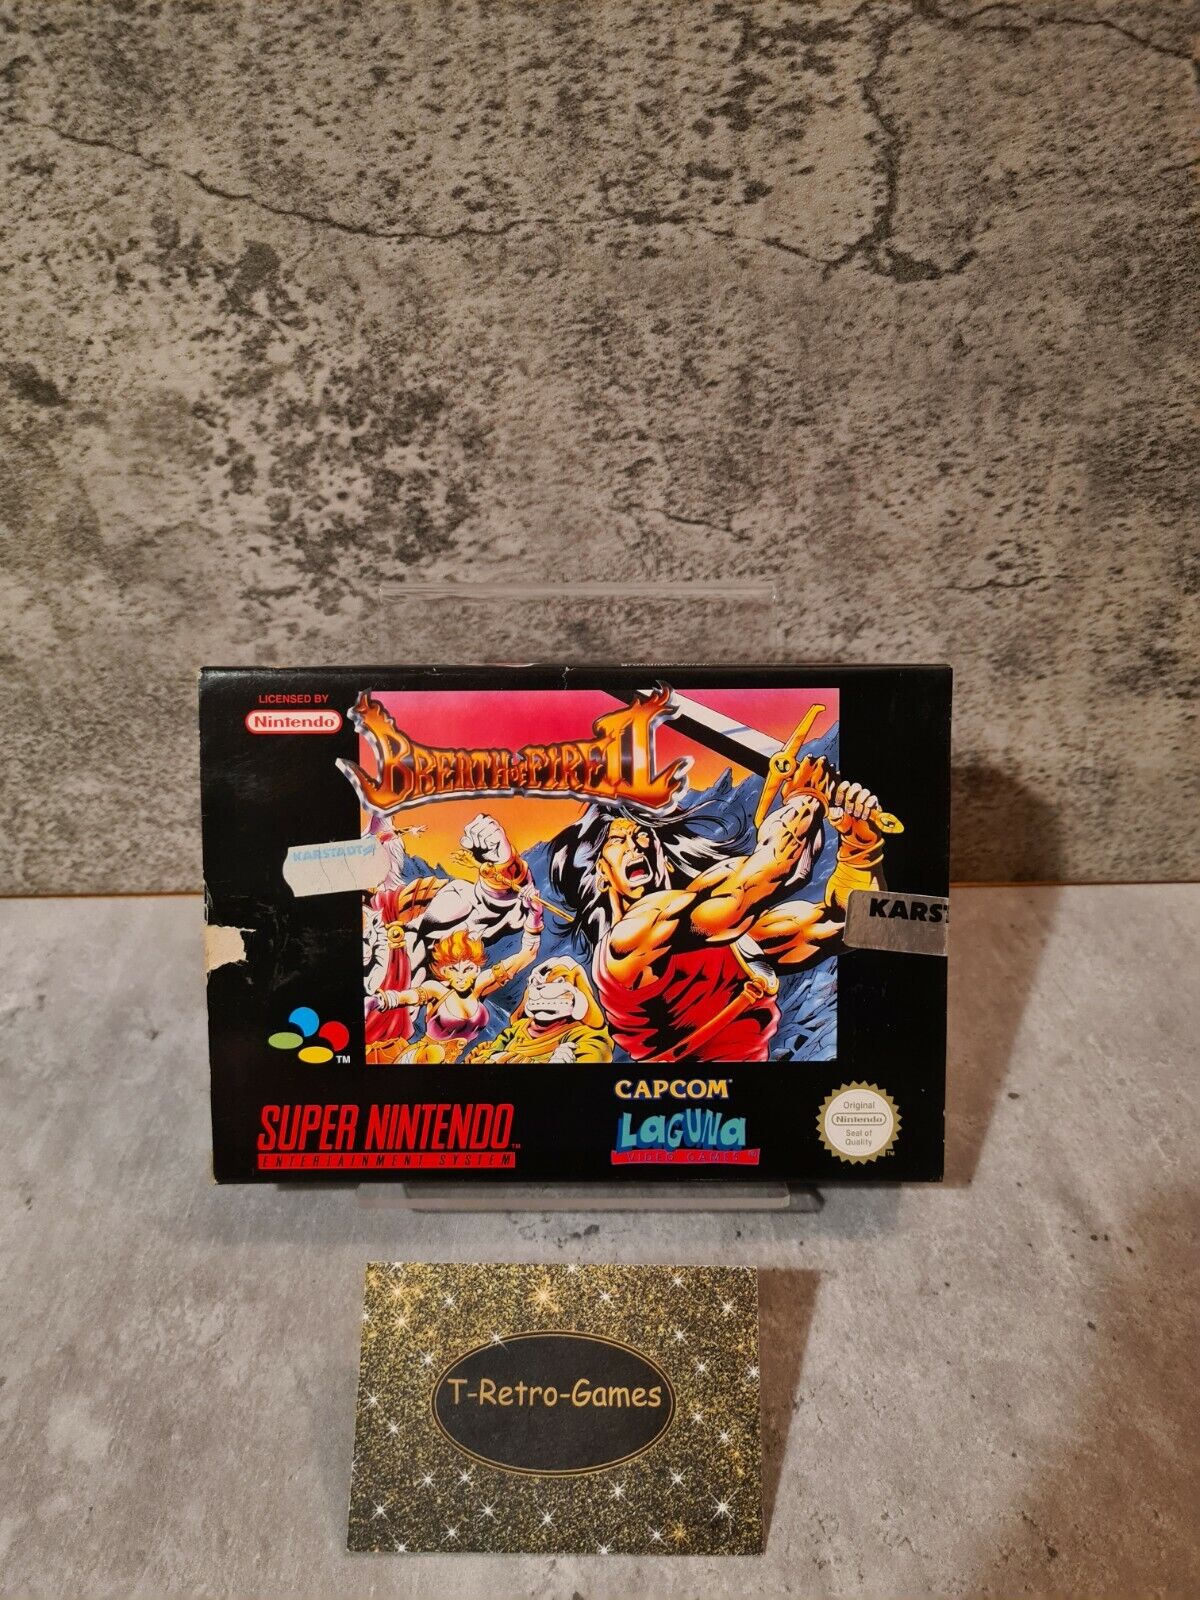 LICENSED BY
Nintendo
BREATH OF FIRE II
KARSTADT
KARST
TM
CAPCOM
SUPER NINTENDO
ENTERTAINMENT SYSTEM
LAGUNA
VIDEO GAMES
Original
Nintendo
Seal of
Quality
TM
T-Retro-Games